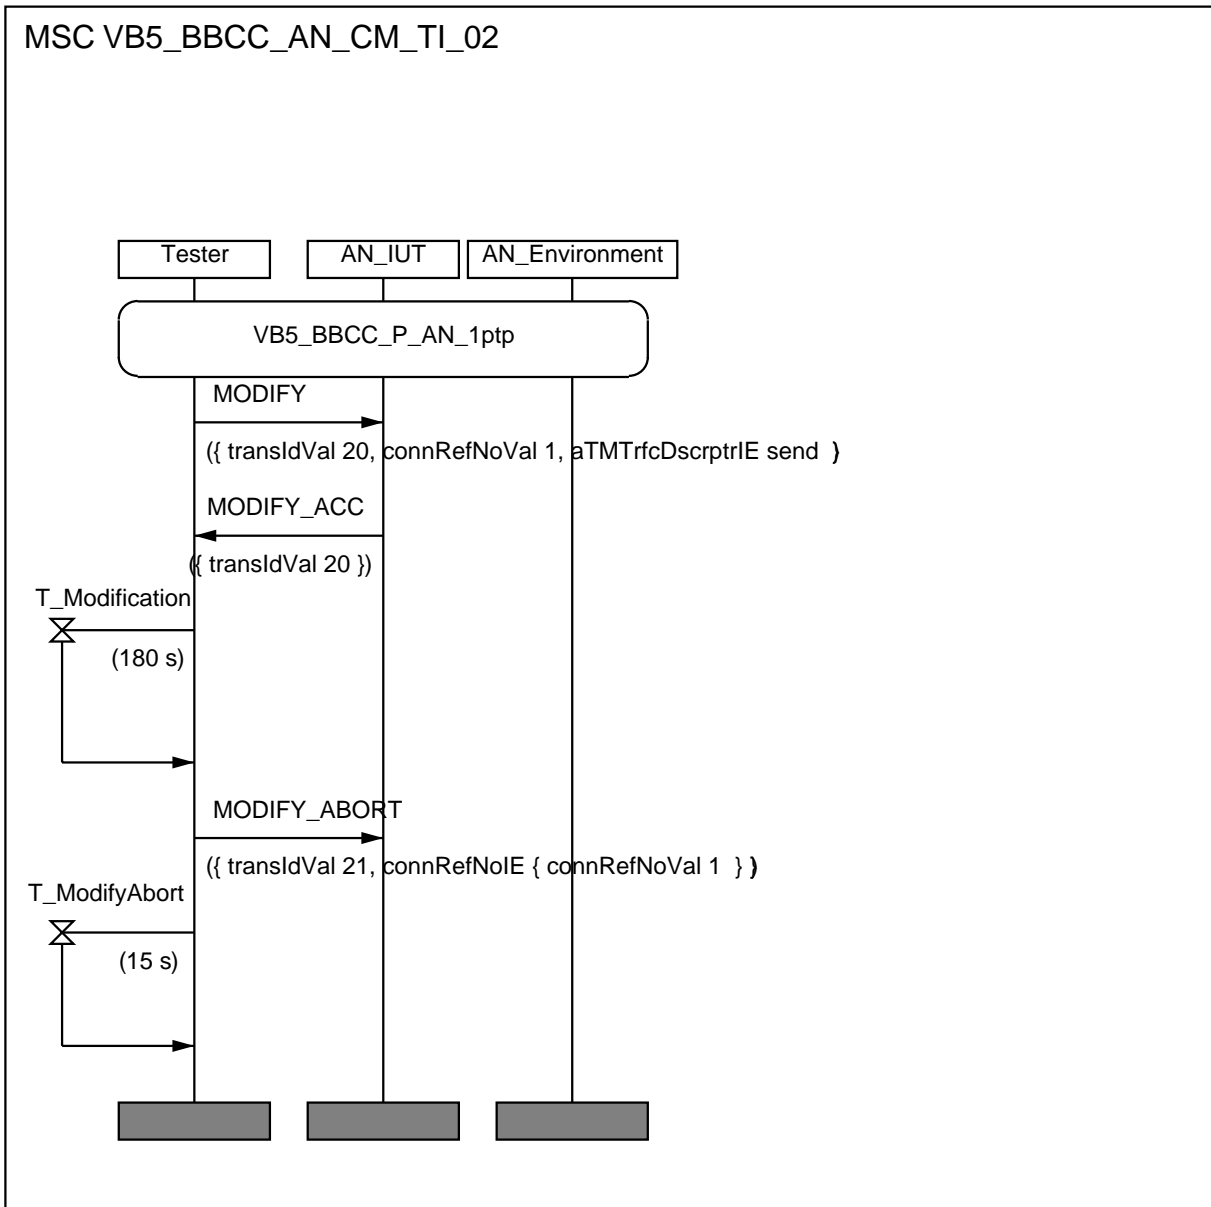 MSC VB5_BBCC_AN_CM_TI_02
Tester AN_IUT AN_Environment
VB5_BBCC_P_AN_1ptp
MODIFY
({ transIdVal 20, connRefNoVal 1, aTMTrfcDscrptrIE send })
MODIFY_ACC
({ transIdVal 20 })
T_Modification
(180 s)
MODIFY_ABORT
({ transIdVal 21, connRefNoIE { connRefNoVal 1 } })
T_ModifyAbort
(15 s)